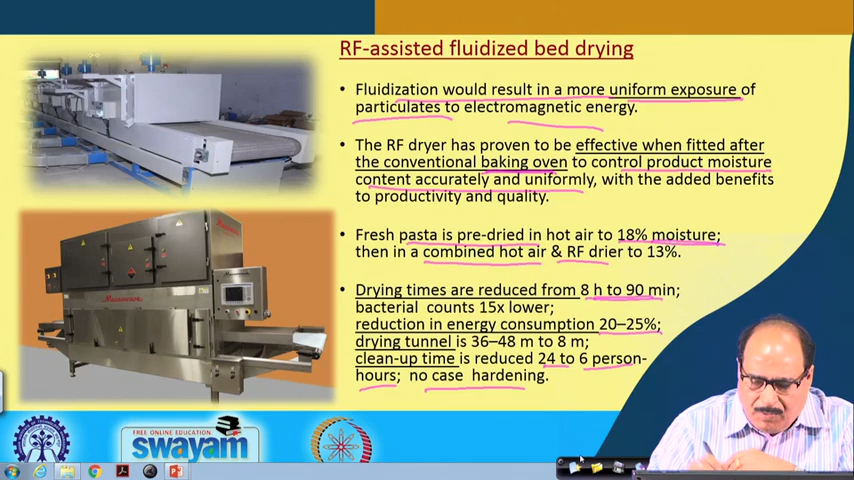 RF-assisted fluidized bed drying
• Fluidization would result in a more uniform exposure of
particulates to electromagnetic energy.
• The RF dryer has proven to be effective when fitted after
the conventional baking oven to control product moisture
content accurately and uniformly, with the added benefits
to productivity and quality.
• Fresh pasta is pre-dried in hot air to 18% moisture;
then in a combined hot air & RF drier to 13%.
• Drying times are reduced from 8 h to 90 min;
bacterial counts 15x lower;
reduction in energy consumption 20–25%;
drying tunnel is 36–48 m to 8 m;
clean-up time is reduced 24 to 6 person-
hours; no case hardening.
FREE ONLINE EDUCATION
swayam